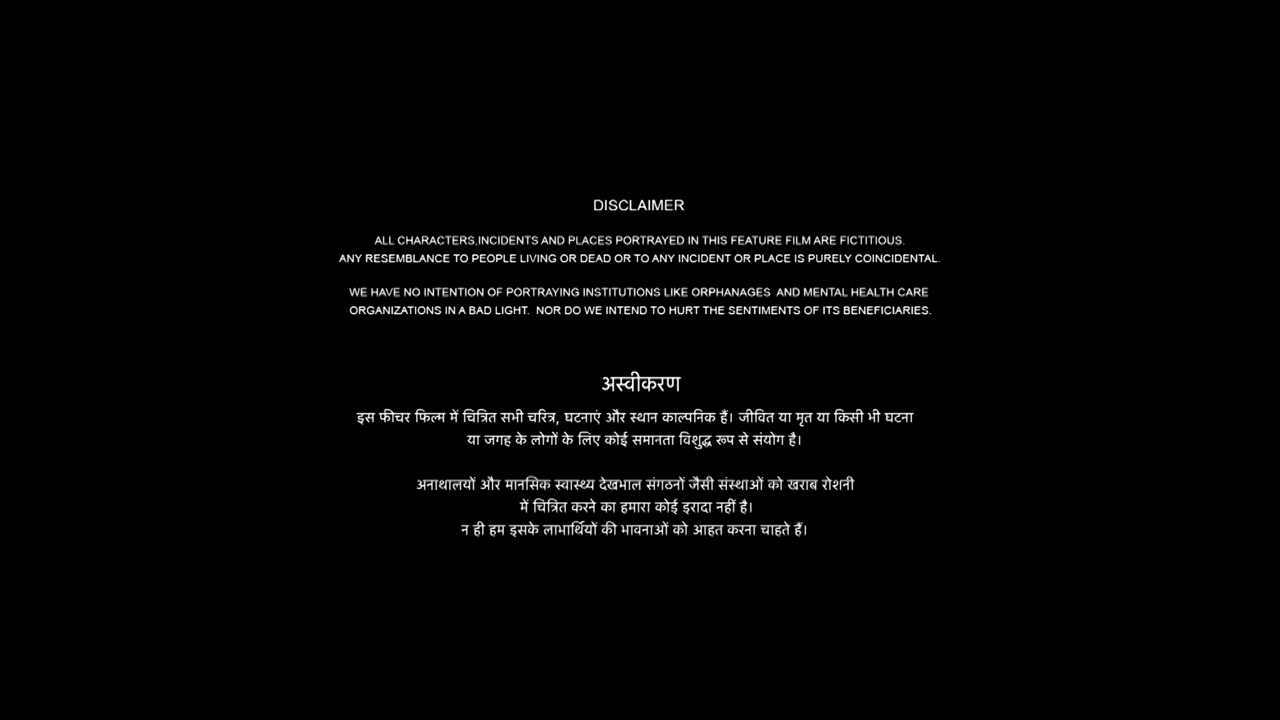 DISCLAIMER
ALL CHARACTERS,INCIDENTS AND PLACES PORTRAYED IN THIS FEATURE FILM ARE FICTITIOUS.
ANY RESEMBLANCE TO PEOPLE LIVING OR DEAD OR TO ANY INCIDENT OR PLACE IS PURELY COINCIDENTAL.
WE HAVE NO INTENTION OF PORTRAYING INSTITUTIONS LIKE ORPHANAGES  AND MENTAL HEALTH CARE
ORGANIZATIONS IN A BAD LIGHT.  NOR DO WE INTEND TO HURT THE SENTIMENTS OF ITS BENEFICIARIES.
अस्वीकरण
इस फीचर फिल्म में चित्रित सभी चरित्र, घटनाएं और स्थान काल्पनिक हैं। जीवित या मृत या किसी भी घटना
या जगह के लोगों के लिए कोई समानता विशुद्ध रूप से संयोग है।
अनाथालयों और मानसिक स्वास्थ्य देखभाल संगठनों जैसी संस्थाओं को खराब रोशनी
में चित्रित करने का हमारा कोई इरादा नहीं है।
न ही हम इसके लाभार्थियों की भावनाओं को आहत करना चाहते हैं।